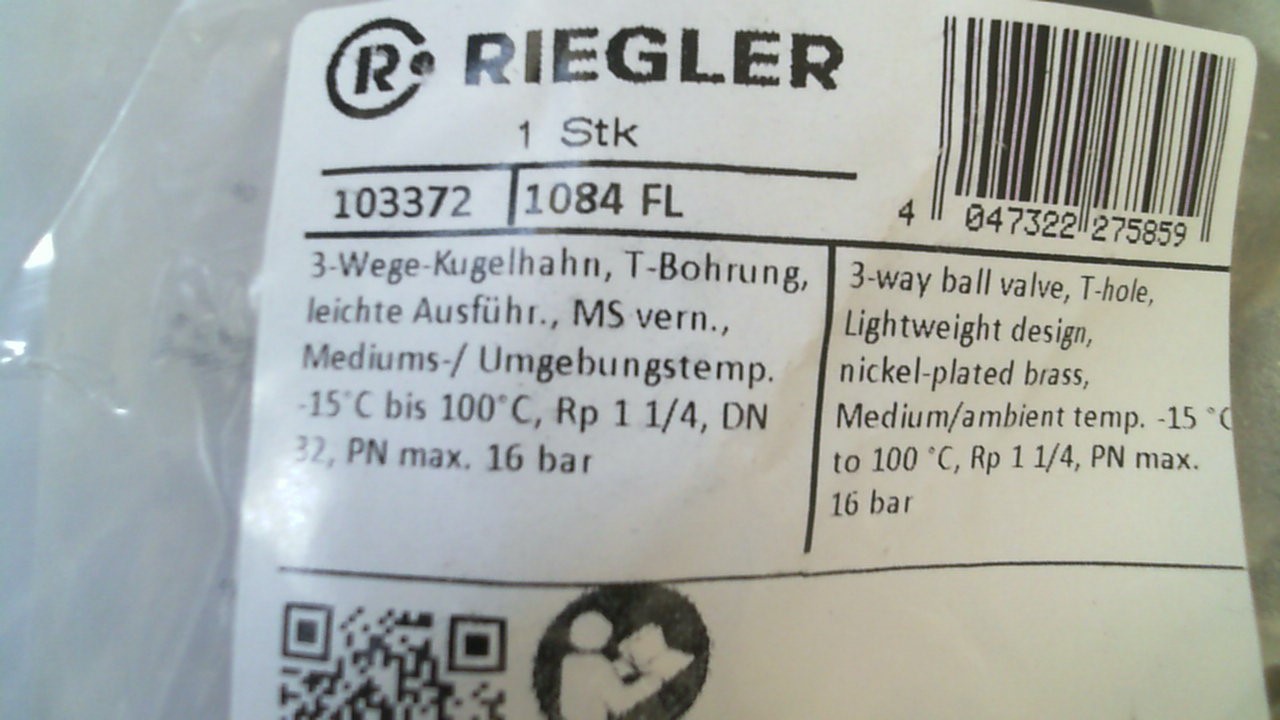 R RIEGLER
1 Stk
103372 1084 FL
4 047322 275859
3-Wege-Kugelhahn, T-Bohrung,
leichte Ausführ., MS vern.,
Mediums-/ Umgebungstemp.
-15°C bis 100°C, Rp 1 1/4, DN
32, PN max. 16 bar
3-way ball valve, T-hole,
Lightweight design,
nickel-plated brass,
Medium/ambient temp. -15 °C
to 100 °C, Rp 1 1/4, PN max.
16 bar